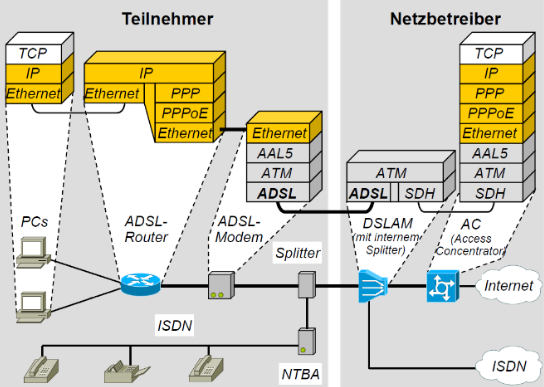 Teilnehmer
Netzbetreiber
TCP
IP
Ethernet
IP
Ethernet
PPP
PPPoE
Ethernet
Ethernet
AAL5
ATM
ADSL
ATM
ADSL
SDH
TCP
IP
PPP
PPPoE
Ethernet
AAL5
ATM
SDH
PCs
ADSL-
Router
ADSL-
Modem
Splitter
DSLAM
(mit internem
Splitter)
AC
(Access
Concentrator)
Internet
ISDN
NTBA
ISDN